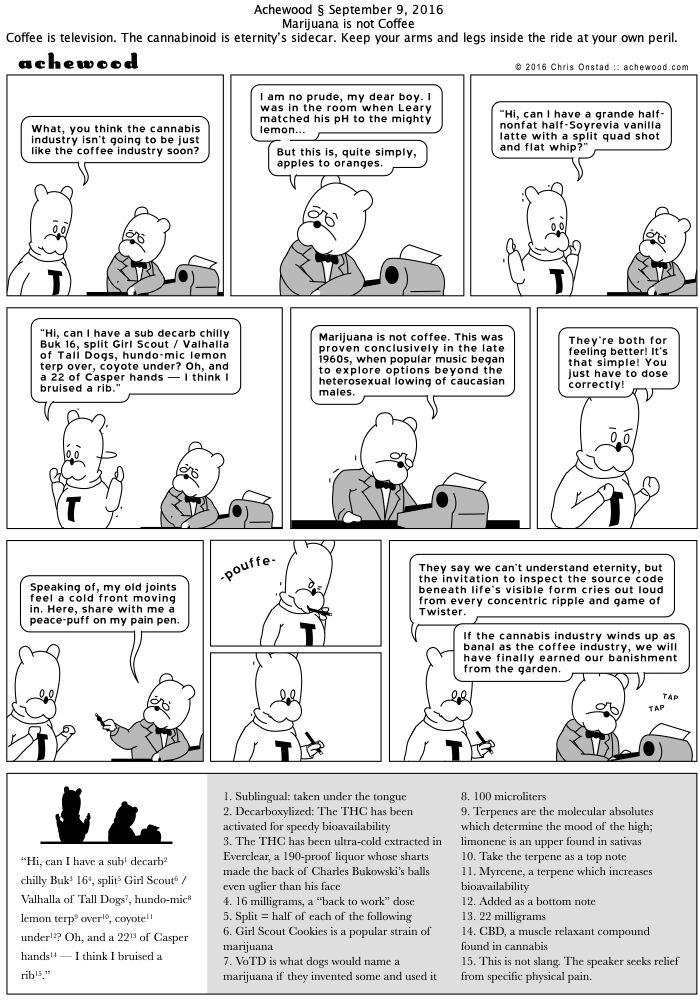 Achewood § September 9, 2016
Marijuana is not Coffee
Coffee is television. The cannabinoid is eternity's sidecar. Keep your arms and legs inside the ride at your own peril.
achewood
© 2016 Chris Onstad :: achewood.com
What, you think the cannabis
industry isn't going to be just
like the coffee industry soon?
I am no prude, my dear boy. I
was in the room when Leary
matched his pH to the mighty
lemon...
But this is, quite simply,
apples to oranges.
"Hi, can I have a grande half-
nonfat half-Soyrevia vanilla
latte with a split quad shot
and flat whip?"
T
"Hi, can I have a sub decarb chilly
Buk 16, split Girl Scout / Valhalla
of Tall Dogs, hundo-mic lemon
terp over, coyote under? Oh, and
a 22 of Casper hands — I think I
bruised a rib."
T
Marijuana is not coffee. This was
proven conclusively in the late
1960s, when popular music began
to explore options beyond the
heterosexual lowing of caucasian
males.
They're both for
feeling better! It's
that simple! You
just have to dose
correctly!
T
Speaking of, my old joints
feel a cold front moving
in. Here, share with me a
peace-puff on my pain pen.
T
-pouffe-
T
T
They say we can't understand eternity, but
the invitation to inspect the source code
beneath life's visible form cries out loud
from every concentric ripple and game of
Twister.
If the cannabis industry winds up as
banal as the coffee industry, we will
have finally earned our banishment
from the garden.
TAP
TAP
T
"Hi, can I have a sub¹ decarb²
chilly Buk³ 16⁴, split⁵ Girl Scout⁶ /
Valhalla of Tall Dogs⁷, hundo-mic⁸
lemon terp⁹ over¹⁰, coyote¹¹
under¹²? Oh, and a 22¹³ of Casper
hands¹⁴ — I think I bruised a
rib¹⁵."
1. Sublingual: taken under the tongue
2. Decarboxylized: The THC has been
activated for speedy bioavailability
3. The THC has been ultra-cold extracted in
Everclear, a 190-proof liquor whose sharts
made the back of Charles Bukowski's balls
even uglier than his face
4. 16 milligrams, a "back to work" dose
5. Split = half of each of the following
6. Girl Scout Cookies is a popular strain of
marijuana
7. VoTD is what dogs would name a
marijuana if they invented some and used it
8. 100 microliters
9. Terpenes are the molecular absolutes
which determine the mood of the high;
limonene is an upper found in sativas
10. Take the terpene as a top note
11. Myrcene, a terpene which increases
bioavailability
12. Added as a bottom note
13. 22 milligrams
14. CBD, a muscle relaxant compound
found in cannabis
15. This is not slang. The speaker seeks relief
from specific physical pain.